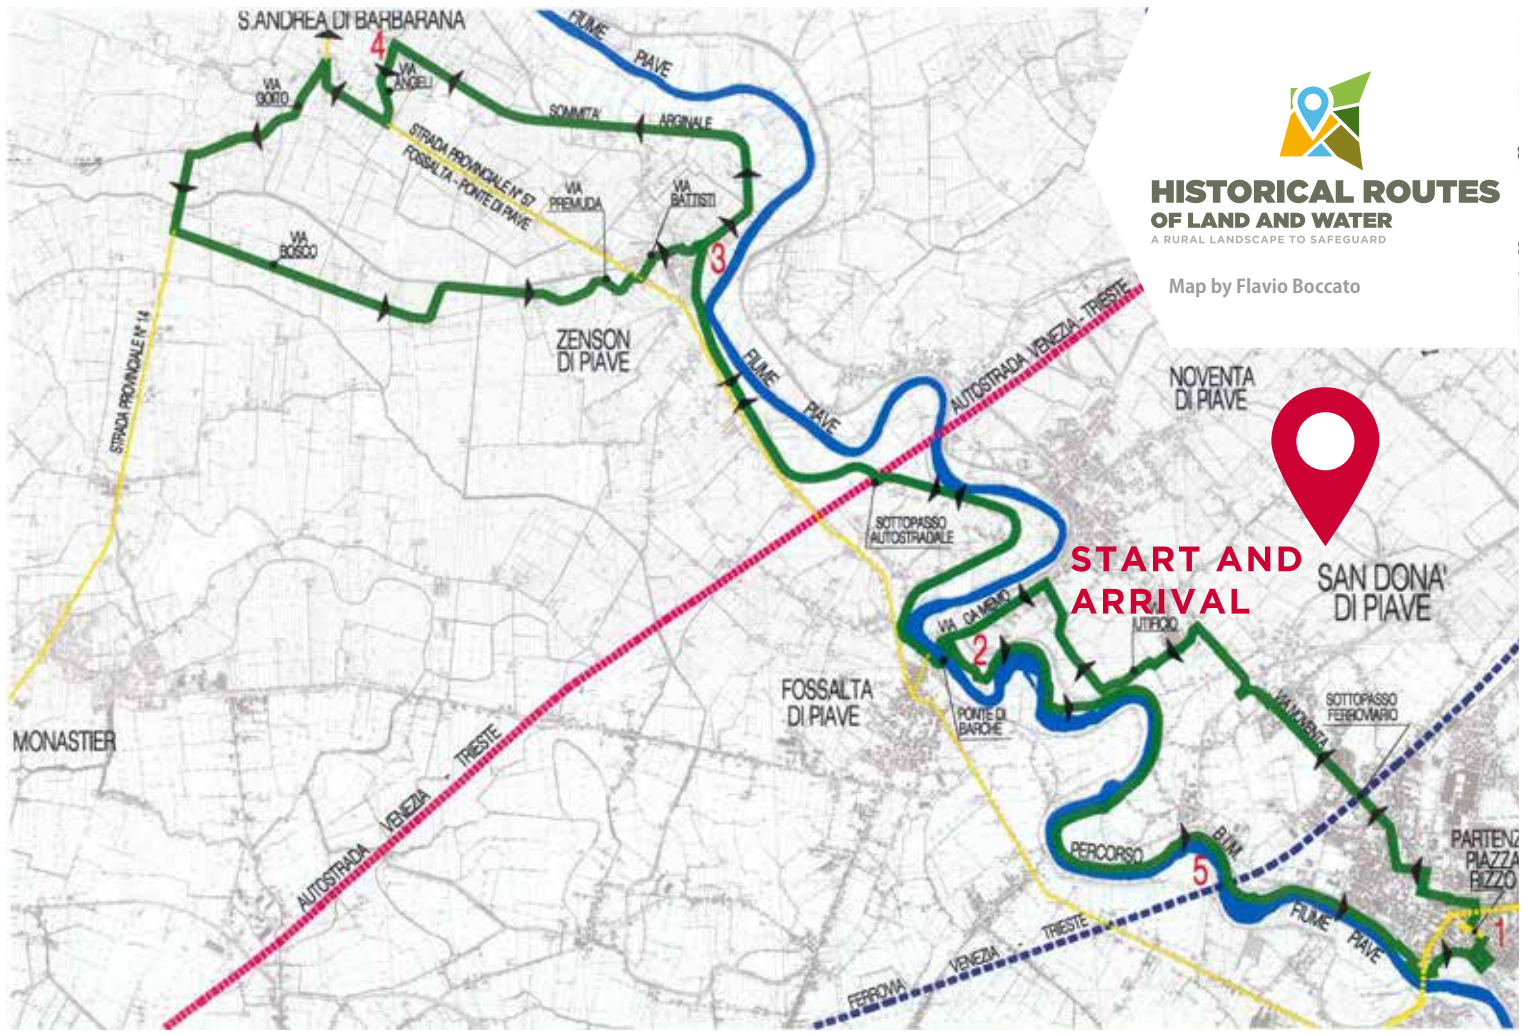 S.ANDREA DI BARBARANA
4
VIA
ANGELI
VIA
GOITO
FIUME PIAVE
SOMMITA' ARGINALE
STRADA PROVINCIALE N° 57
FOSSALTA - PONTE DI PIAVE
VIA
PREMUDA
VIA
BATTISTI
VIA
BOSCO
3
HISTORICAL ROUTES
OF LAND AND WATER
A RURAL LANDSCAPE TO SAFEGUARD
Map by Flavio Boccato
STRADA PROVINCIALE N° 14
ZENSON
DI PIAVE
FIUME PIAVE
AUTOSTRADA VENEZIA - TRIESTE
NOVENTA
DI PIAVE
SOTTOPASSO
AUTOSTRADALE
START AND
ARRIVAL
SAN DONA'
DI PIAVE
VIA CA MEMO
IUTIFICIO
2
FOSSALTA
DI PIAVE
PONTE DI
BARCHE
VIA NOVENTA
SOTTOPASSO
FERROVIARIO
MONASTIER
AUTOSTRADA VENEZIA - TRIESTE
PERCORSO B.I.M.
5
PARTENZ
PIAZZA
RIZZO
1
FIUME PIAVE
FERROVIA VENEZIA - TRIESTE